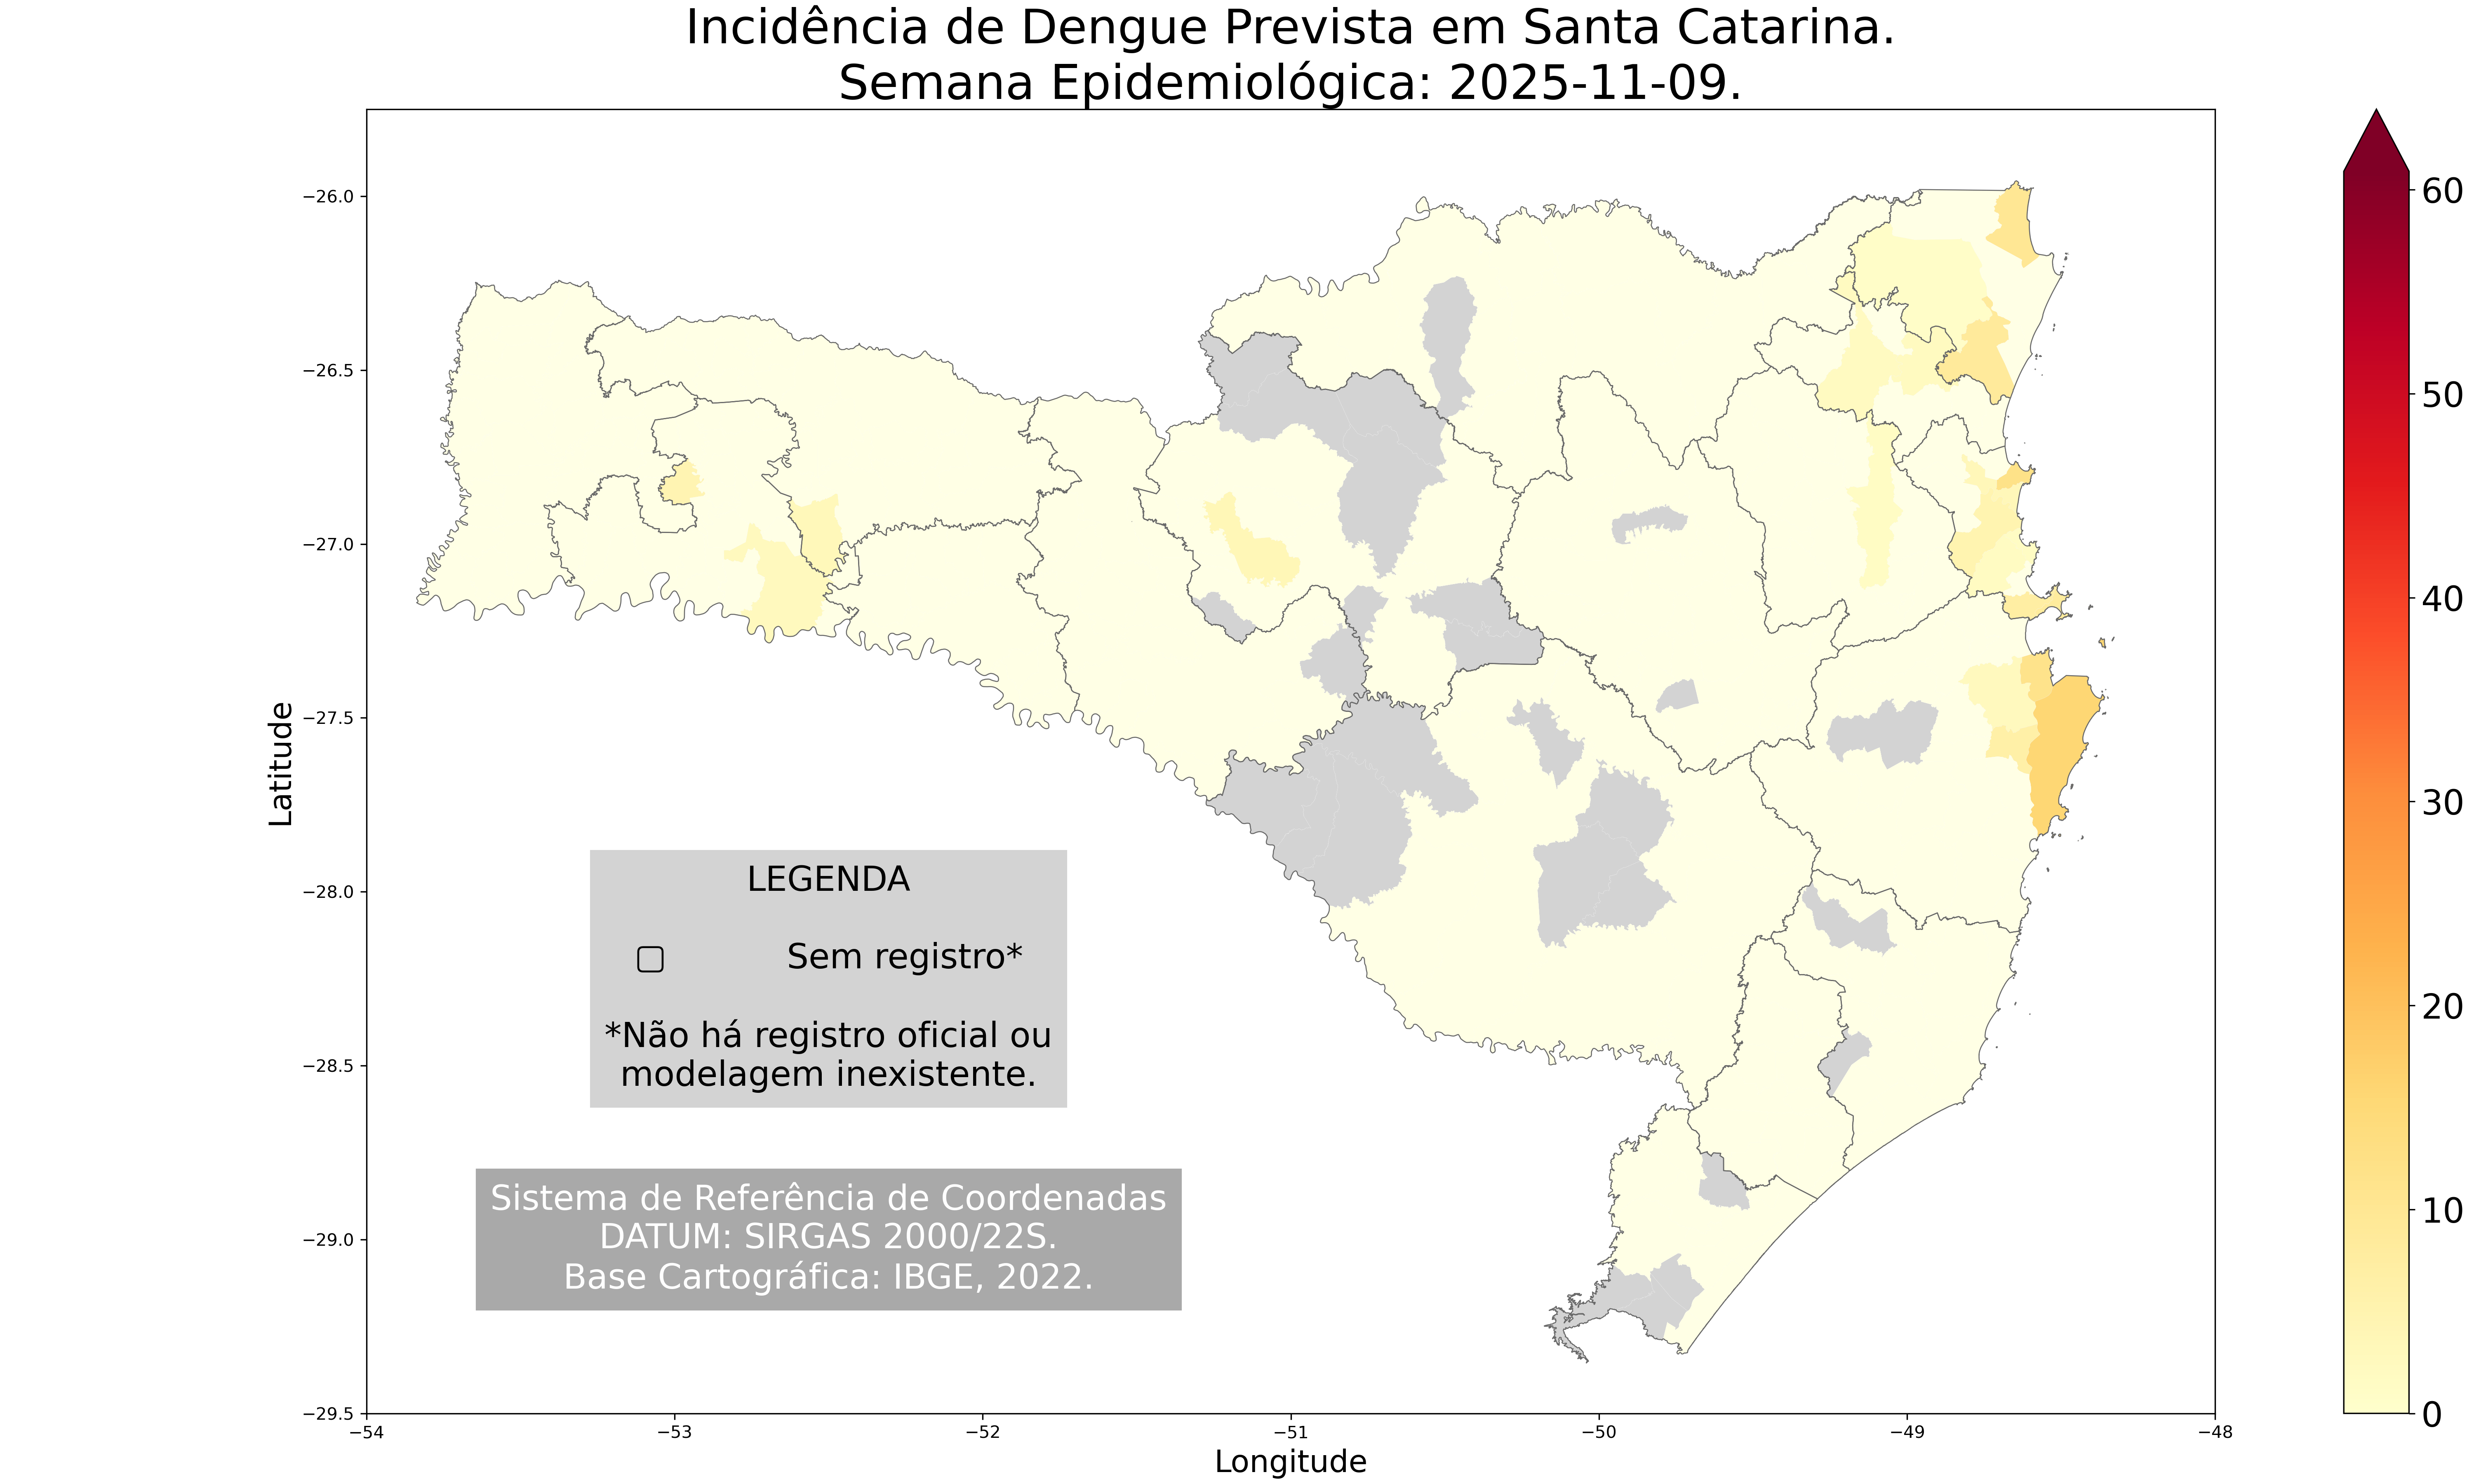 Incidência de Dengue Prevista em Santa Catarina.
Semana Epidemiológica: 2025-11-09.
−26.0
−26.5
−27.0
−27.5
−28.0
−28.5
−29.0
−29.5
Latitude
−54
−53
−52
−51
−50
−49
−48
Longitude
LEGENDA
Sem registro*
*Não há registro oficial ou
modelagem inexistente.
Sistema de Referência de Coordenadas
DATUM: SIRGAS 2000/22S.
Base Cartográfica: IBGE, 2022.
60
50
40
30
20
10
0